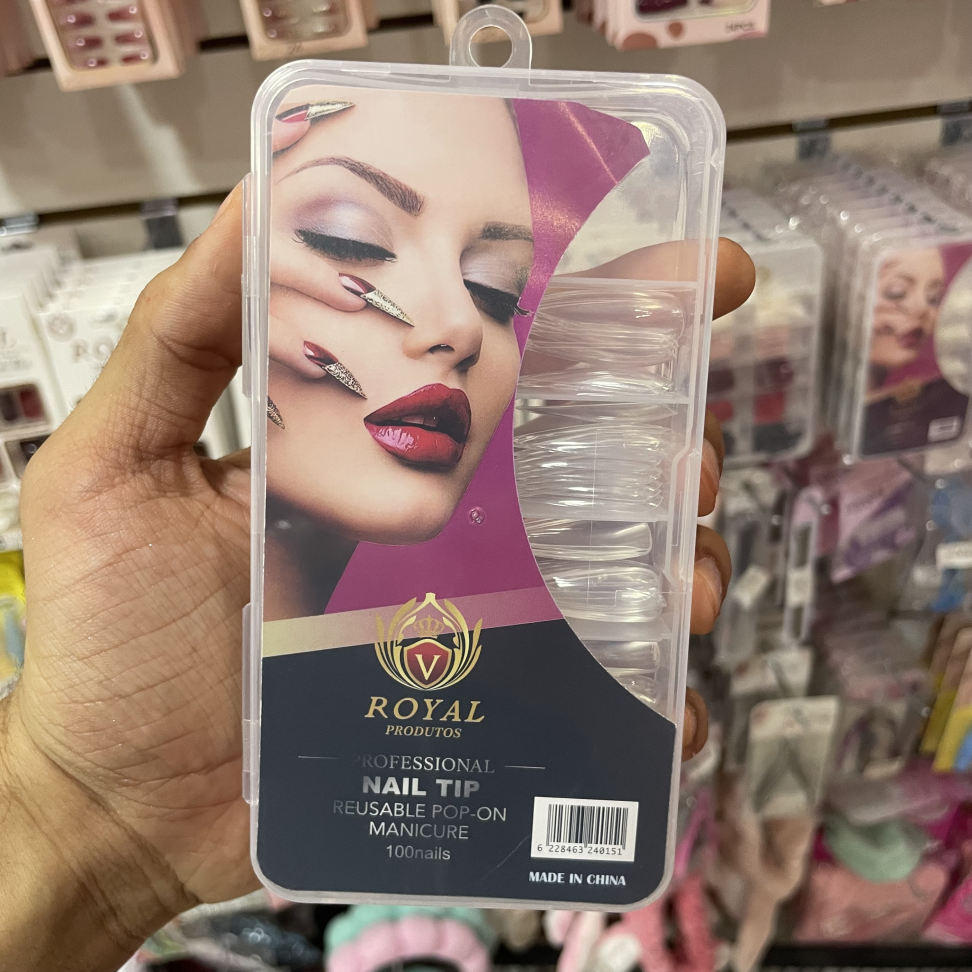 V
ROYAL
PRODUTOS
PROFESSIONAL
NAIL TIP
REUSABLE POP-ON
MANICURE
100nails
6 228463 240151
MADE IN CHINA